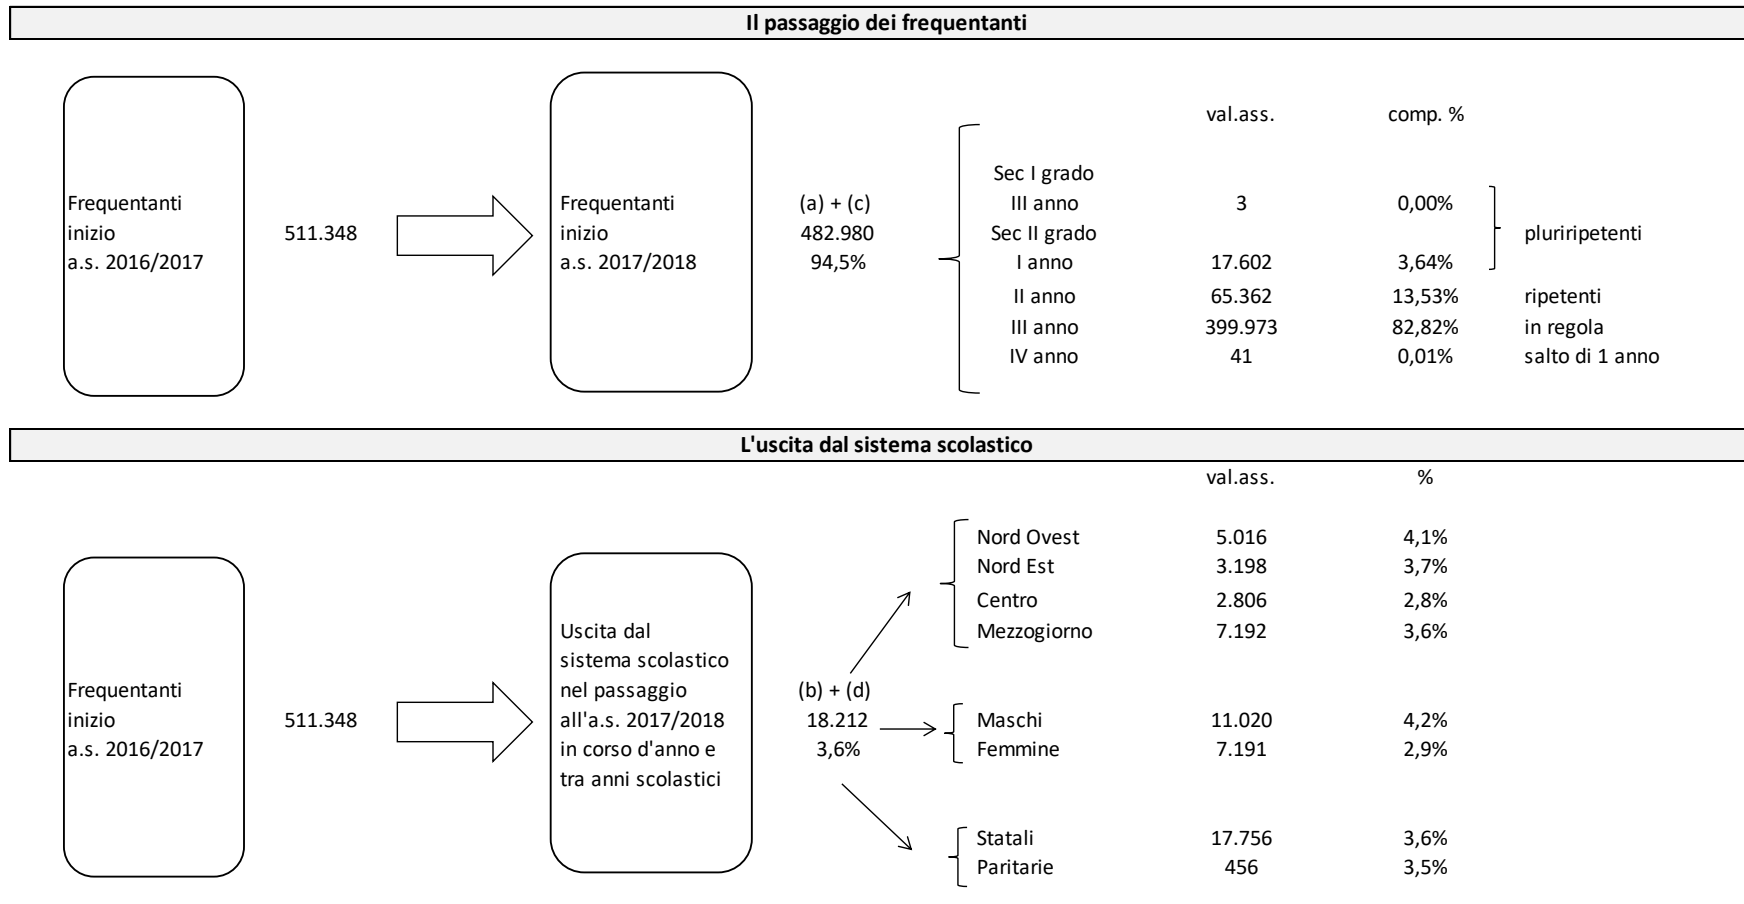 Il passaggio dei frequentanti
val.ass. comp. %
Sec I grado
Frequentanti Frequentanti (a) + (c) III anno 3 0,00%
inizio 511.348 inizio 482.980 Sec II grado pluriripetenti
a.s. 2016/2017 a.s. 2017/2018 94,5% I anno 17.602 3,64%
II anno 65.362 13,53% ripetenti
III anno 399.973 82,82% in regola
IV anno 41 0,01% salto di 1 anno
L'uscita dal sistema scolastico
val.ass. %
Nord Ovest 5.016 4,1%
Nord Est 3.198 3,7%
Centro 2.806 2,8%
Uscita dal Mezzogiorno 7.192 3,6%
sistema scolastico
Frequentanti nel passaggio (b) + (d)
inizio 511.348 all'a.s. 2017/2018 18.212 Maschi 11.020 4,2%
a.s. 2016/2017 in corso d'anno e 3,6% Femmine 7.191 2,9%
tra anni scolastici
Statali 17.756 3,6%
Paritarie 456 3,5%